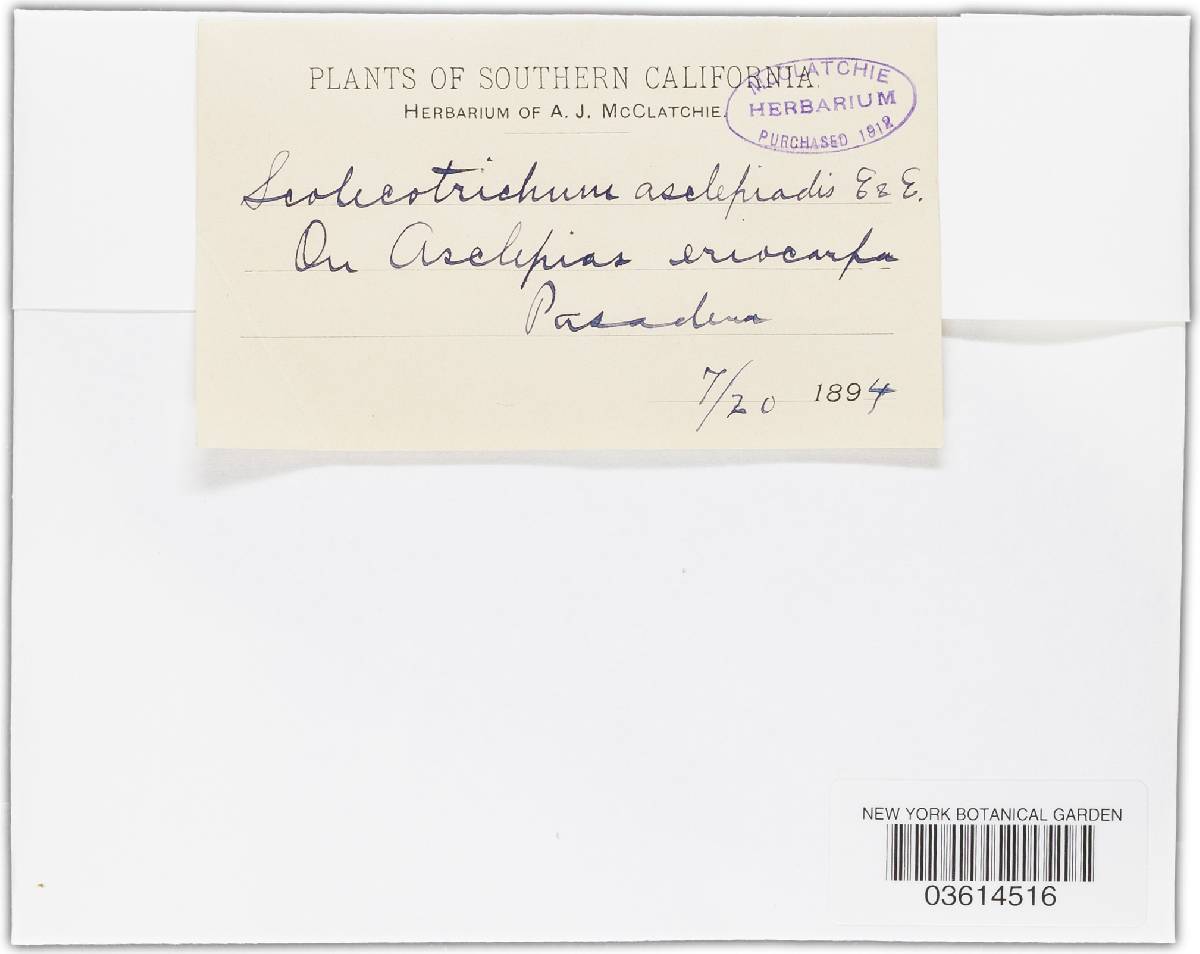 PLANTS OF SOUTHERN CALIFORNIA.
HERBARIUM OF A. J. McCLATCHIE.
McCLATCHIE
HERBARIUM
PURCHASED 1912
Scolecotrichum asclepiadis E & E.
On Asclepias eriocarpa
Pasadena
7/20 1894
NEW YORK BOTANICAL GARDEN
03614516